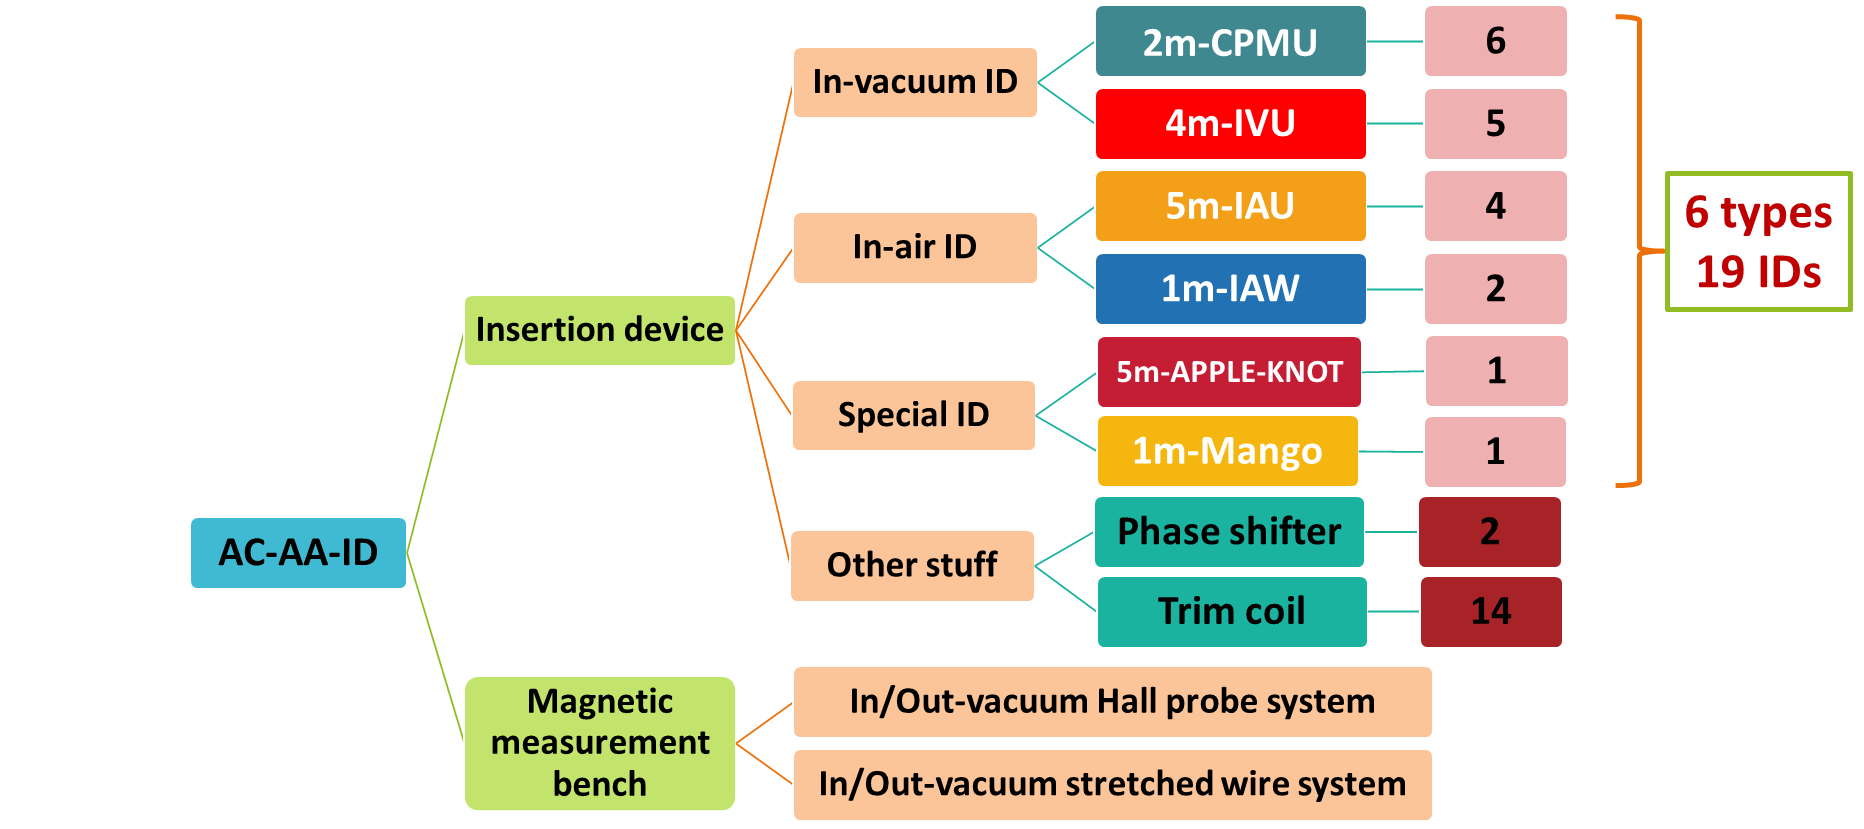 2m-CPMU
6
In-vacuum ID
4m-IVU
5
5m-IAU
4
6 types
19 IDs
In-air ID
1m-IAW
2
Insertion device
5m-APPLE-KNOT
1
Special ID
1m-Mango
1
AC-AA-ID
Phase shifter
2
Other stuff
Trim coil
14
Magnetic
measurement
bench
In/Out-vacuum Hall probe system
In/Out-vacuum stretched wire system